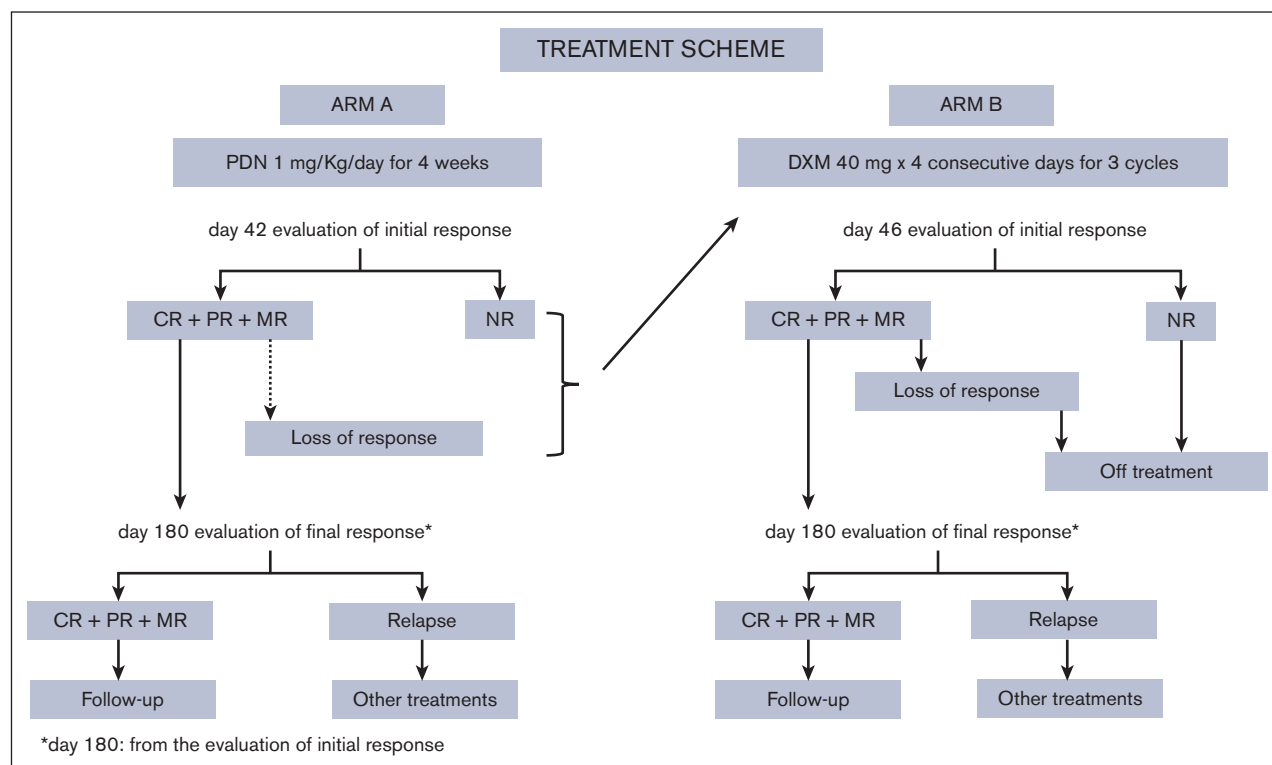 TREATMENT SCHEME
ARM A
PDN 1 mg/Kg/day for 4 weeks
day 42 evaluation of initial response
CR + PR + MR
NR
Loss of response
day 180 evaluation of final response*
CR + PR + MR
Relapse
Follow-up
Other treatments
ARM B
DXM 40 mg x 4 consecutive days for 3 cycles
day 46 evaluation of initial response
CR + PR + MR
NR
Loss of response
Off treatment
day 180 evaluation of final response*
CR + PR + MR
Relapse
Follow-up
Other treatments
*day 180: from the evaluation of initial response